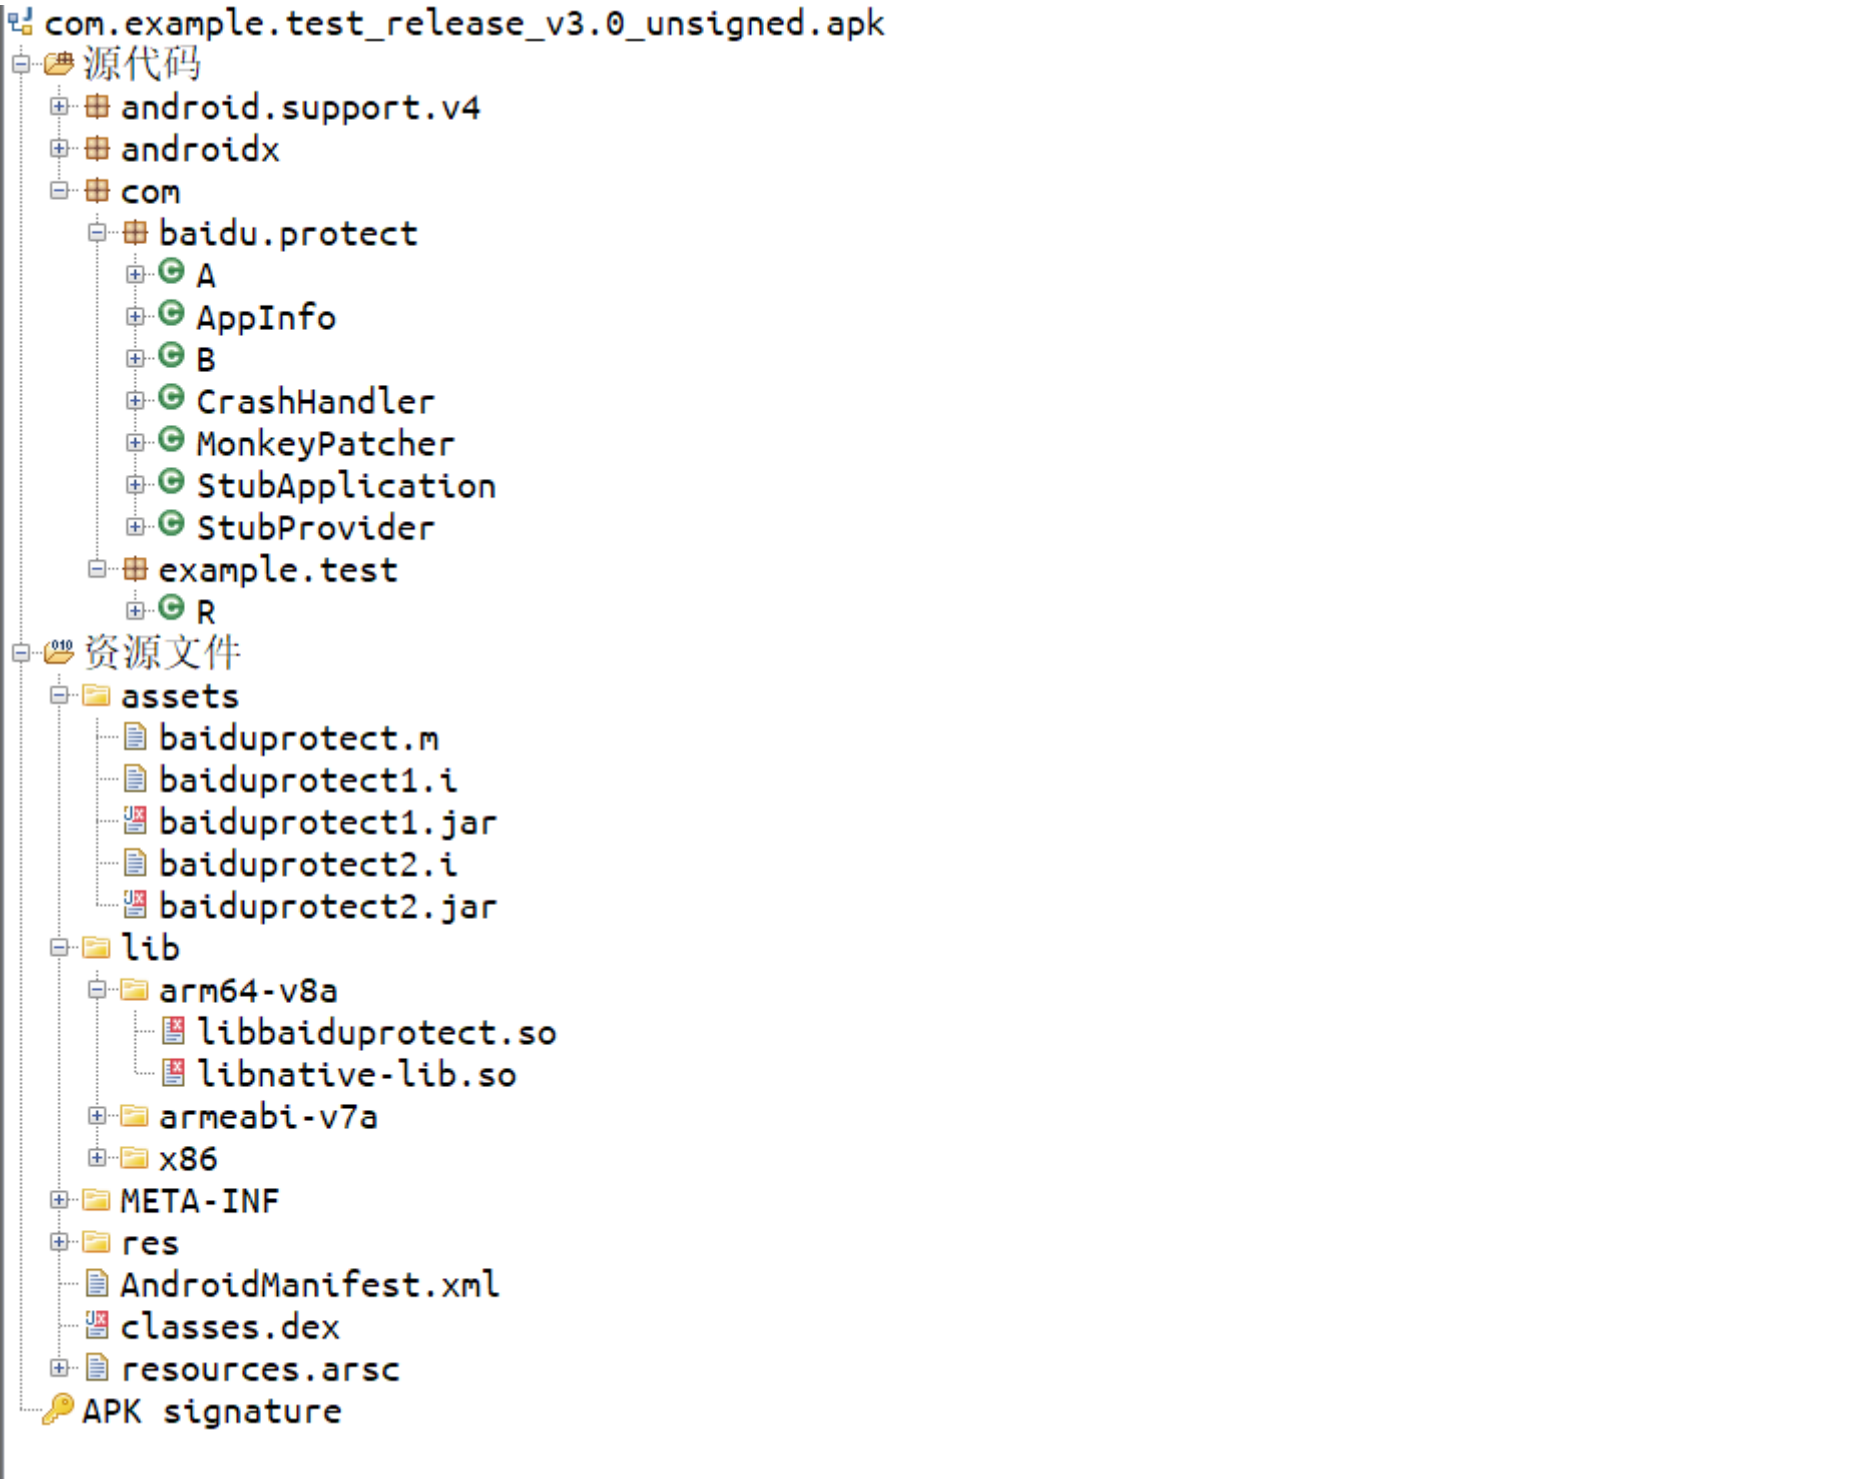 com.example.test_release_v3.0_unsigned.apk
源代码
android.support.v4
androidx
com
baidu.protect
A
AppInfo
B
CrashHandler
MonkeyPatcher
StubApplication
StubProvider
example.test
R
资源文件
assets
baiduprotect.m
baiduprotect1.i
baiduprotect1.jar
baiduprotect2.i
baiduprotect2.jar
lib
arm64-v8a
libbaiduprotect.so
libnative-lib.so
armeabi-v7a
x86
META-INF
res
AndroidManifest.xml
classes.dex
resources.arsc
APK signature